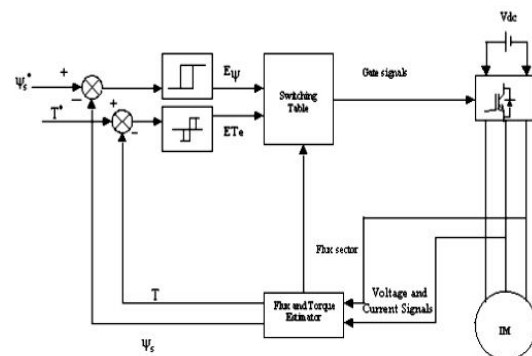 Vdc
Ψs*
+
−
Eψ
Switching
Table
Gate signals
T*
+
-
ETe
Flux sector
T
Flux and Torque
Estimator
Voltage and
Current Signals
Ψs
IM